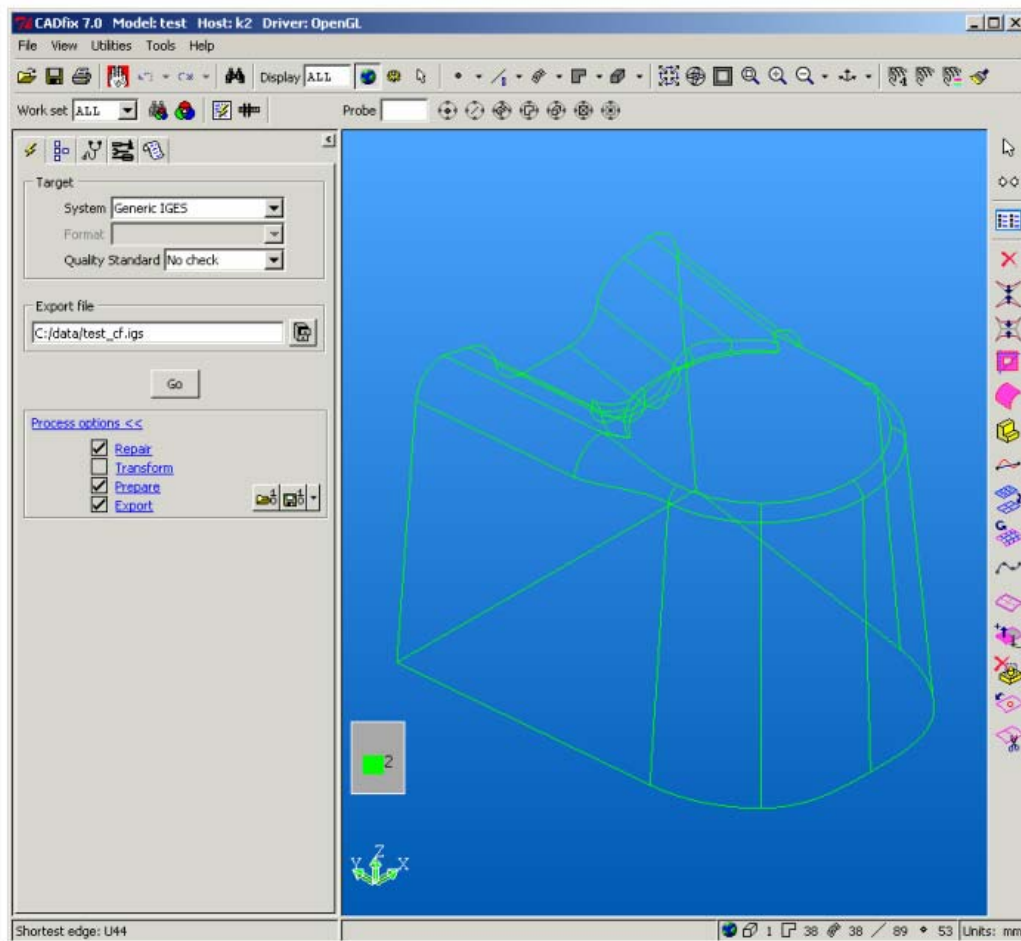 CADfix 7.0 Model: test Host: k2 Driver: OpenGL
File View Utilities Tools Help
Display ALL
Work set ALL Probe
Target
System Generic IGES
Format
Quality Standard No check
Export file
C:/data/test_cf.igs
Go
Process options <<
Repair
Transform
Prepare
Export
2
Z
Y X
Shortest edge: U44 1 38 38 89 53 Units: mm